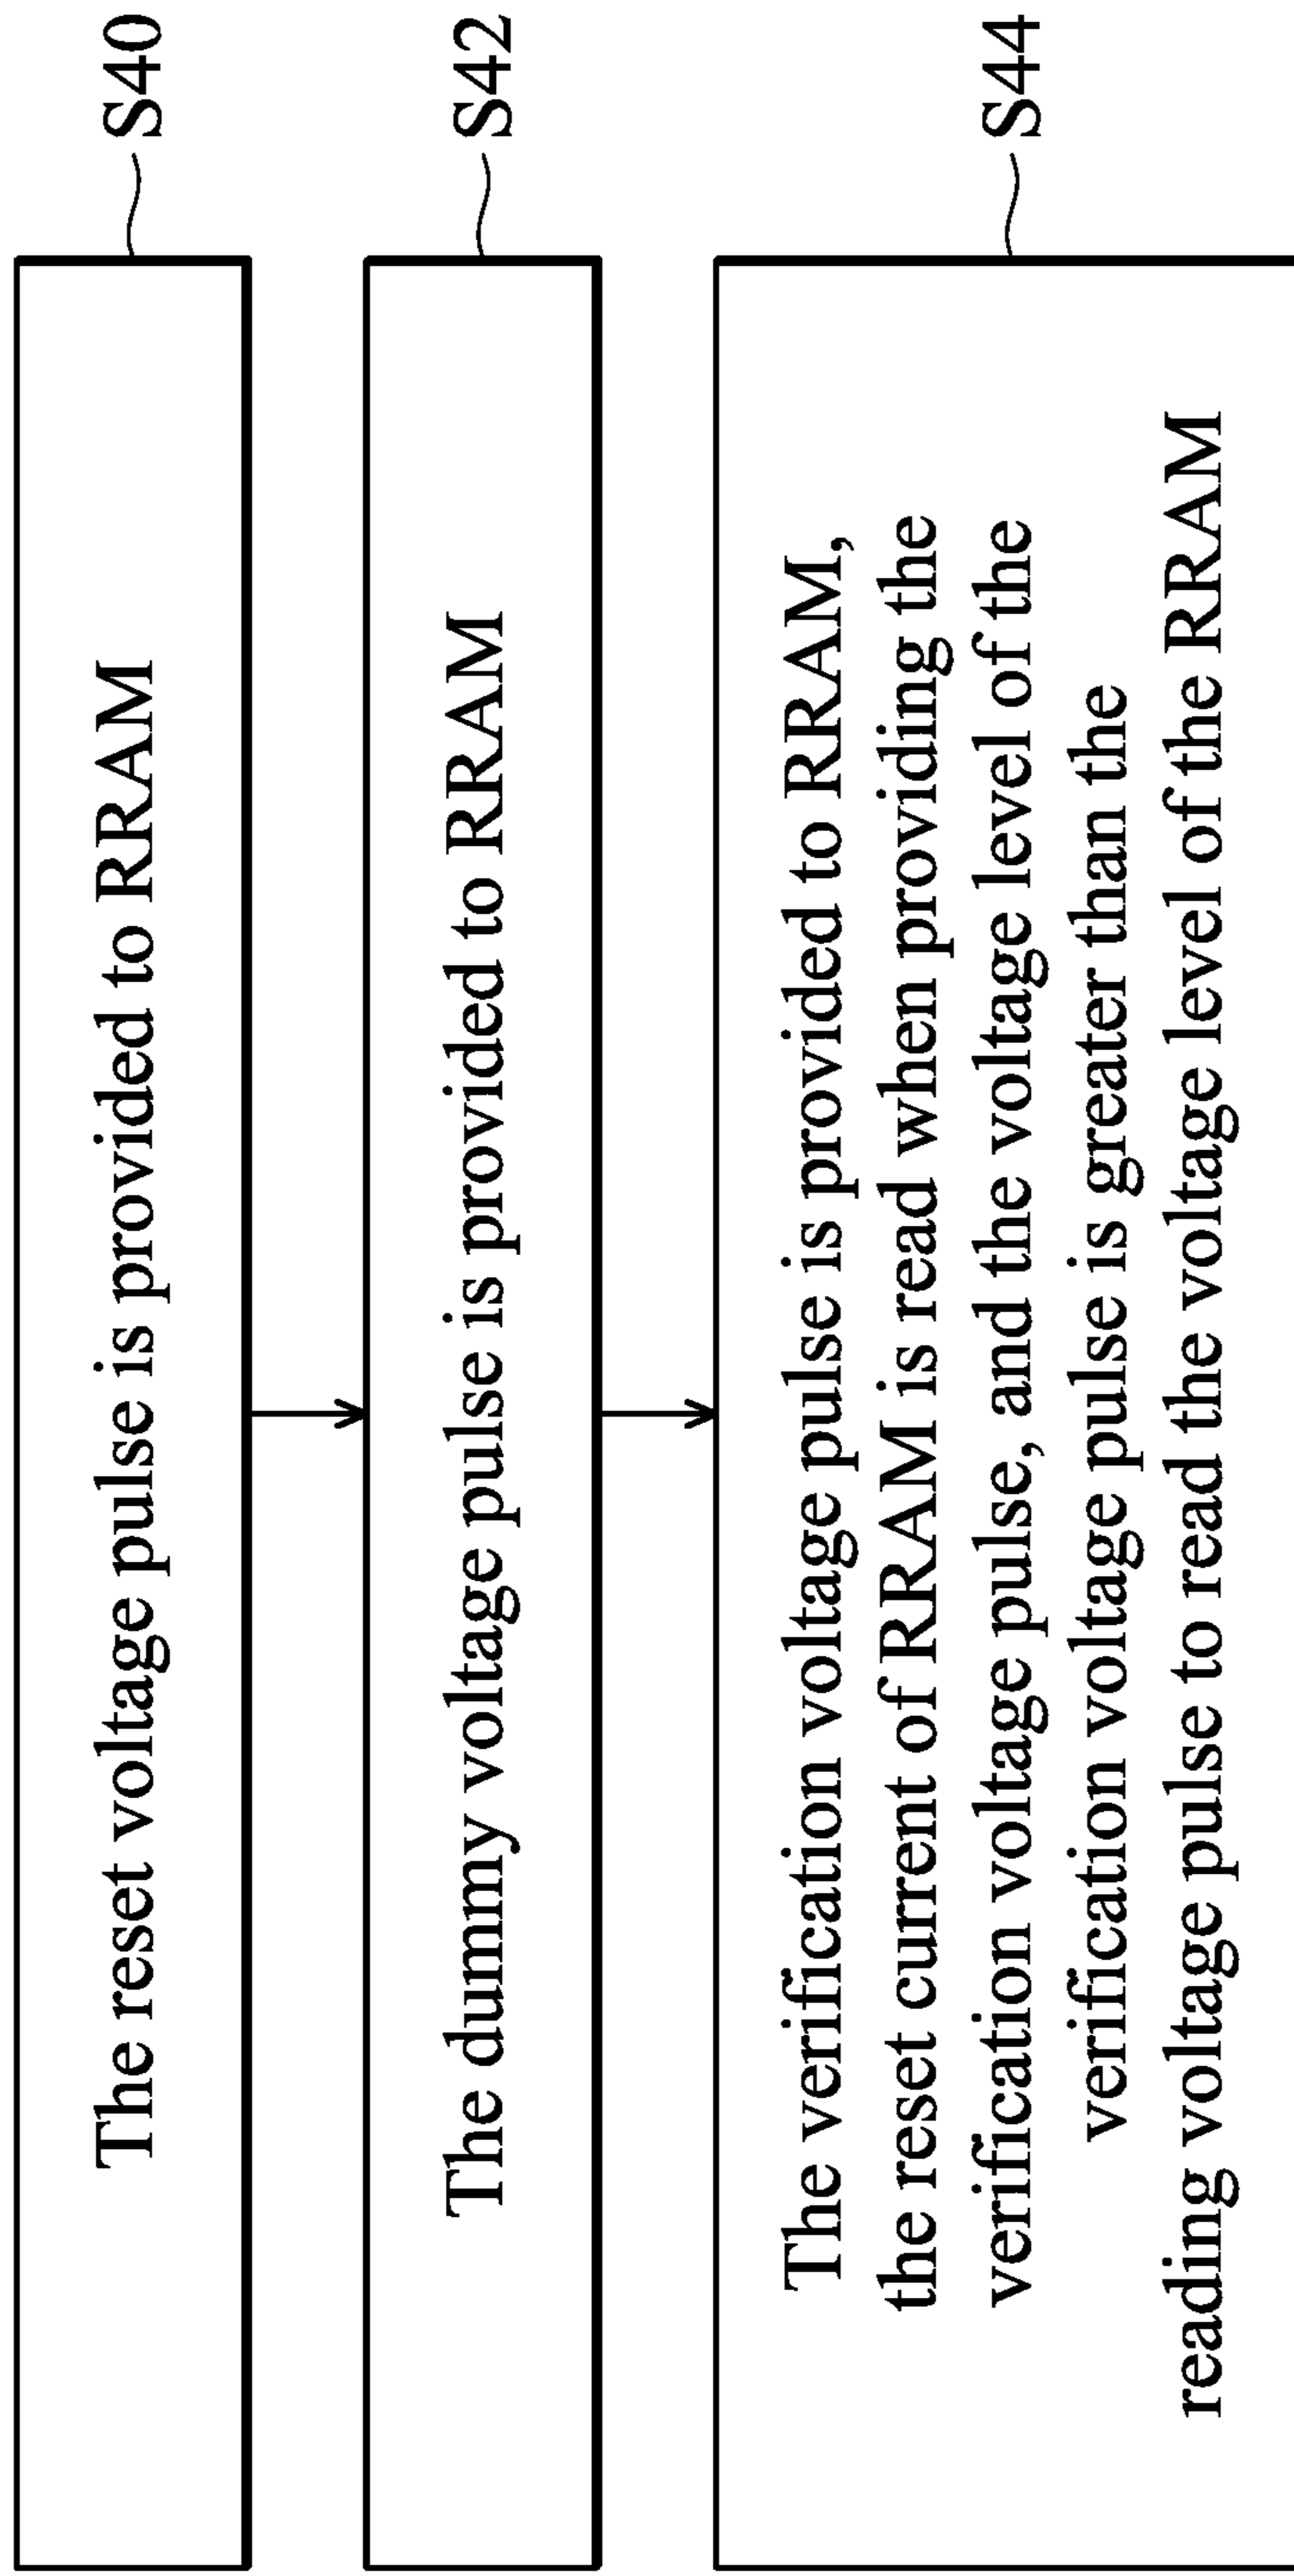 The reset voltage pulse is provided to RRAM
S40
The dummy voltage pulse is provided to RRAM
S42
The verification voltage pulse is provided to RRAM,
the reset current of RRAM is read when providing the
verification voltage pulse, and the voltage level of the
verification voltage pulse is greater than the
reading voltage pulse to read the voltage level of the RRAM
S44